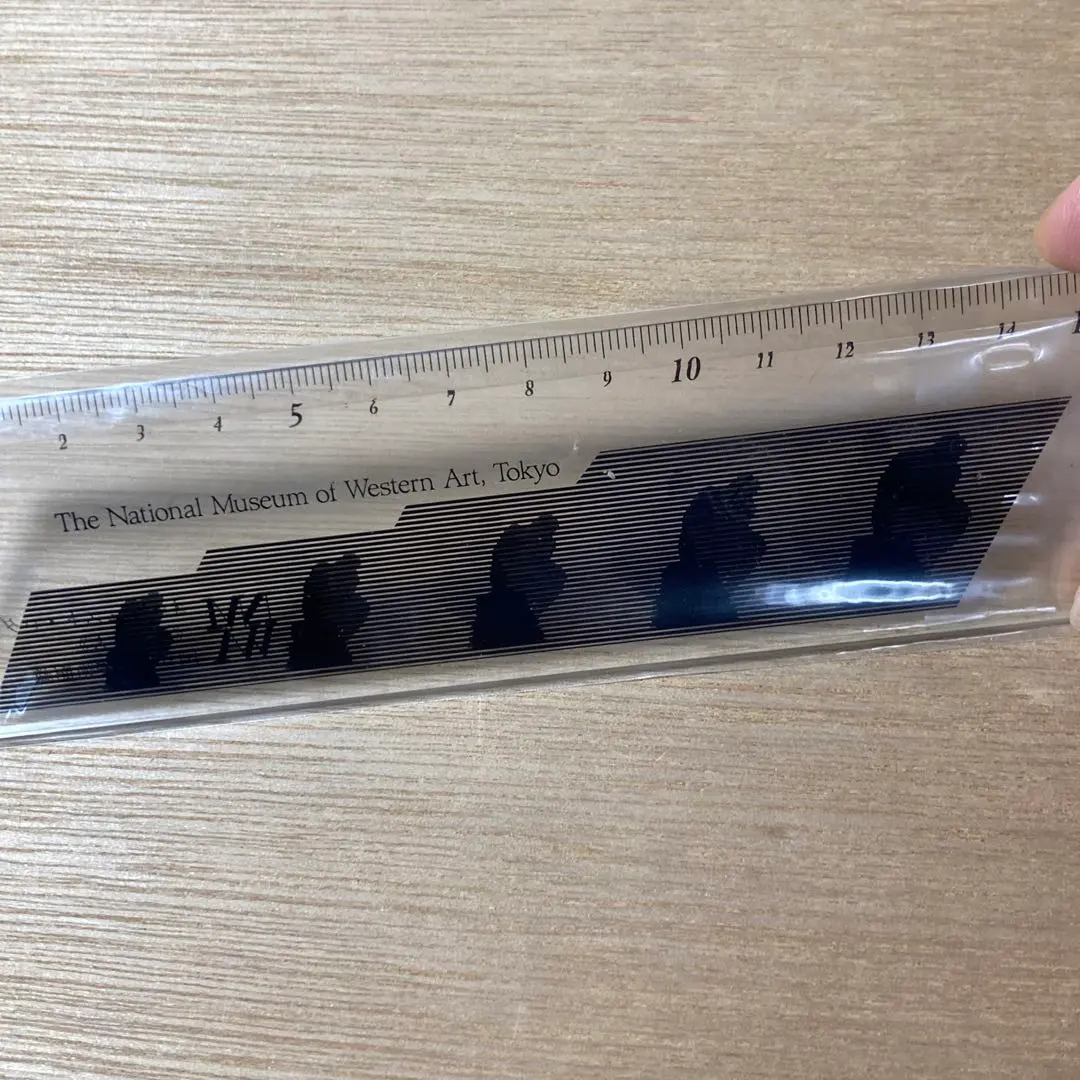 2 3 4 5 6 7 8 9 10 11 12 13 14
The National Museum of Western Art, Tokyo